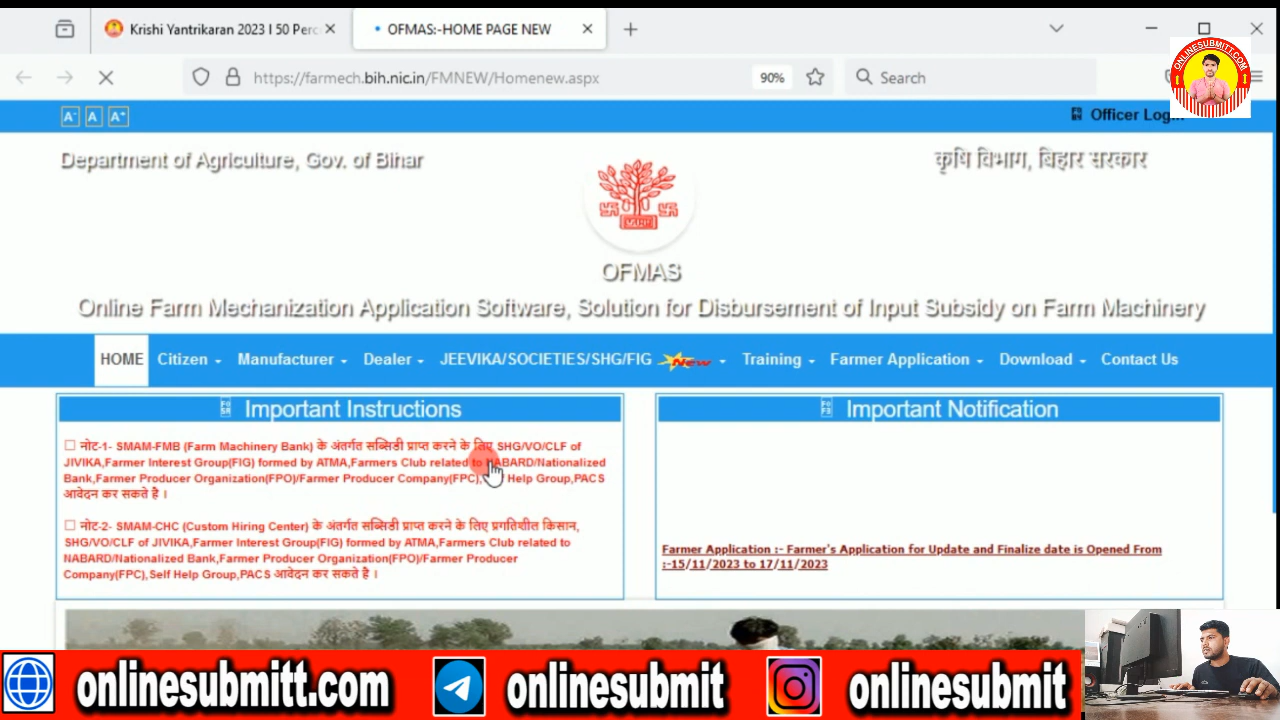 Krishi Yantrikaran 2023 I 50 Perc
OFMAS:-HOME PAGE NEW
https://farmech.bih.nic.in/FMNEW/Homenew.aspx
90%
Search
ONLINESUBMITT.COM
A- A A+
Officer Login
Department of Agriculture, Gov. of Bihar
कृषि विभाग, बिहार सरकार
OFMAS
Online Farm Mechanization Application Software, Solution for Disbursement of Input Subsidy on Farm Machinery
HOME Citizen Manufacturer Dealer JEEVIKA/SOCIETIES/SHG/FIG New Training Farmer Application Download Contact Us
Important Instructions
नोट-1- SMAM-FMB (Farm Machinery Bank) के अंतर्गत सब्सिडी प्राप्त करने के लिए SHG/VO/CLF of
JIVIKA,Farmer Interest Group(FIG) formed by ATMA,Farmers Club related to NABARD/Nationalized
Bank,Farmer Producer Organization(FPO)/Farmer Producer Company(FPC), Help Group,PACS
आवेदन कर सकते है ।
नोट-2- SMAM-CHC (Custom Hiring Center) के अंतर्गत सब्सिडी प्राप्त करने के लिए प्रगतिशील किसान,
SHG/VO/CLF of JIVIKA,Farmer Interest Group(FIG) formed by ATMA,Farmers Club related to
NABARD/Nationalized Bank,Farmer Producer Organization(FPO)/Farmer Producer
Company(FPC),Self Help Group,PACS आवेदन कर सकते है ।
Important Notification
Farmer Application :- Farmer's Application for Update and Finalize date is Opened From
:-15/11/2023 to 17/11/2023
onlinesubmitt.com
onlinesubmit
onlinesubmit